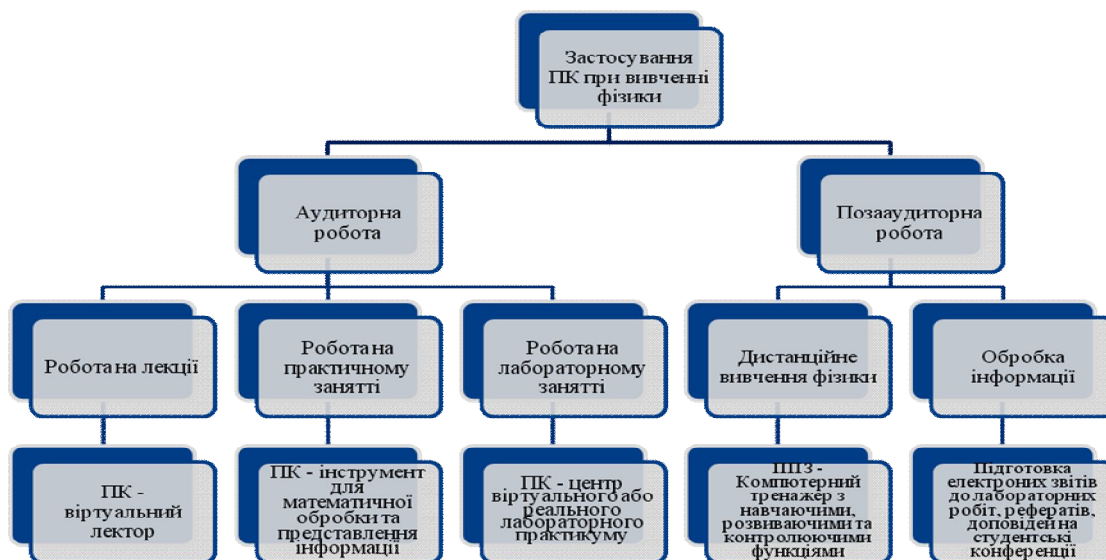 Застосування
ПК при вивченні
фізики
Аудиторна
робота
Позааудиторна
робота
Робота на лекції
Робота на
практичному
занятті
Робота на
лабораторному
занятті
Дистанційне
вивчення фізики
Обробка
інформації
ПК -
віртуальний
лектор
ПК - інструмент
для
математичної
обробки та
представлення
інформації
ПК - центр
віртуального або
реального
лабораторного
практикуму
ППЗ -
Компютерний
тренажер з
навчаючими,
розвиваючими та
контролюючими
функціями
Підготовка
електроних звітів
до лабораторних
робіт, рефератів,
доповідей на
студентські
конференції